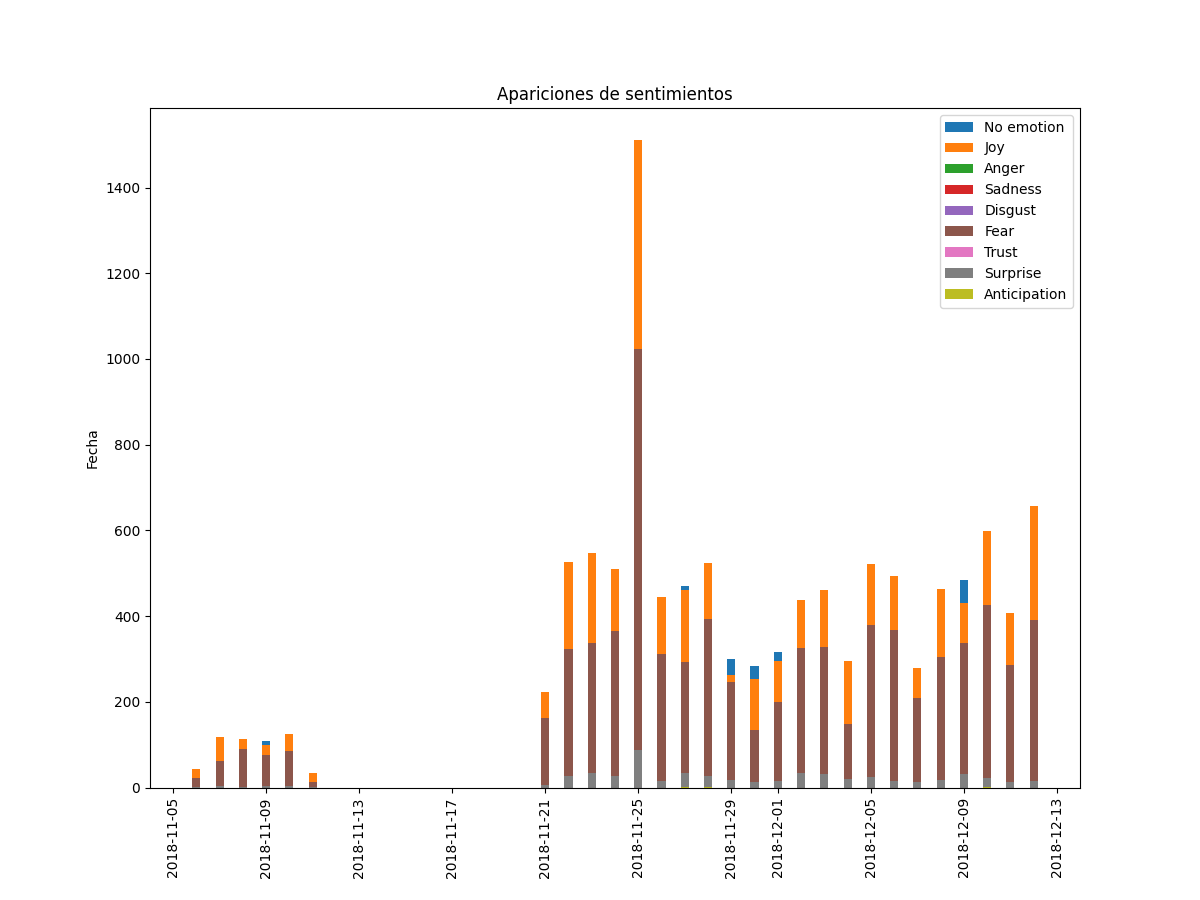 Apariciones de sentimientos
No emotion
Joy
Anger
Sadness
Disgust
Fear
Trust
Surprise
Anticipation
Fecha
1400
1200
1000
800
600
400
200
0
2018-11-05
2018-11-09
2018-11-13
2018-11-17
2018-11-21
2018-11-25
2018-11-29
2018-12-01
2018-12-05
2018-12-09
2018-12-13